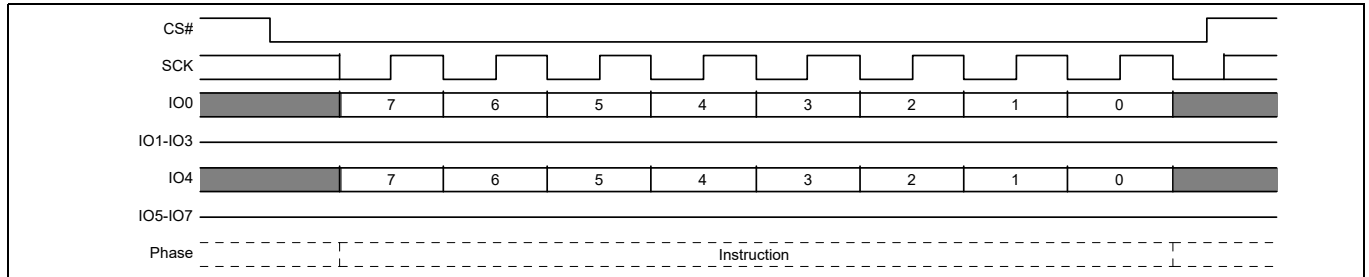 CS#
SCK
IO0 7 6 5 4 3 2 1 0
IO1-IO3
IO4 7 6 5 4 3 2 1 0
IO5-IO7
Phase Instruction